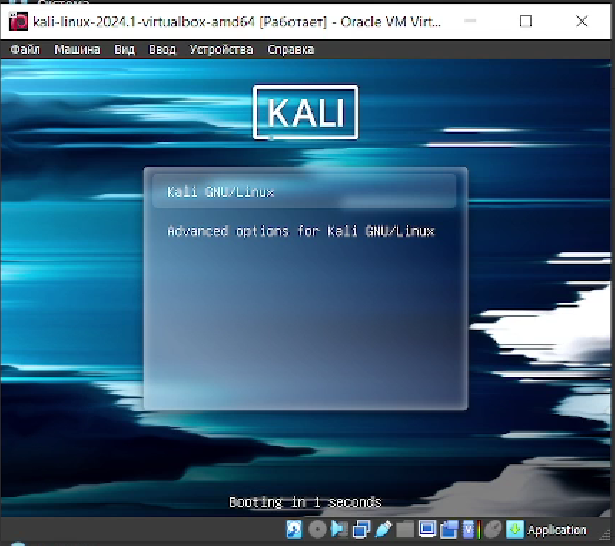 kali-linux-2024.1-virtualbox-amd64 [Работает] - Oracle VM Virt...
Файл Машина Вид Ввод Устройства Справка
KALI
Kali GNU/Linux
Advanced options for Kali GNU/Linux
Booting in 1 seconds
Application